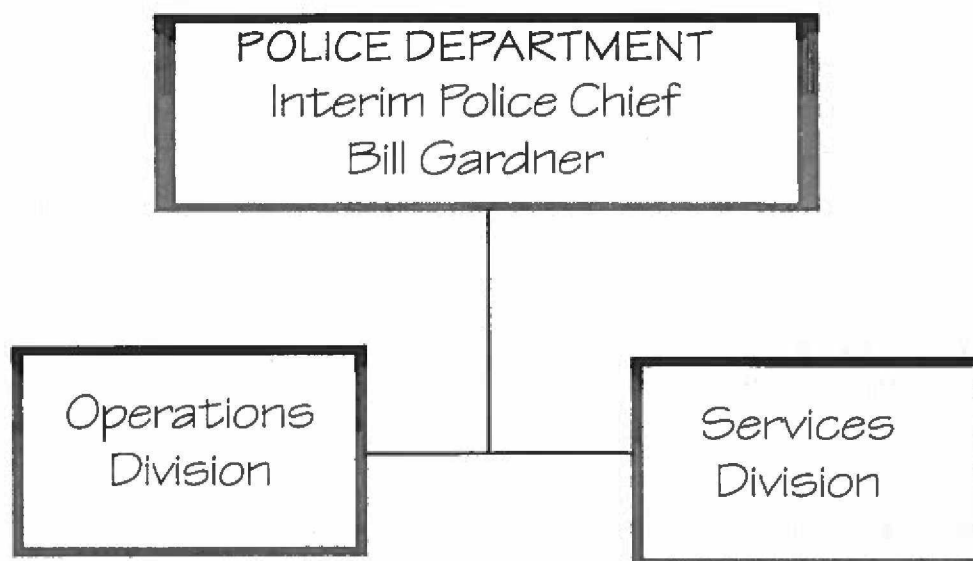 POLICE DEPARTMENT
Interim Police Chief
Bill Gardner
Operations
Division
Services
Division